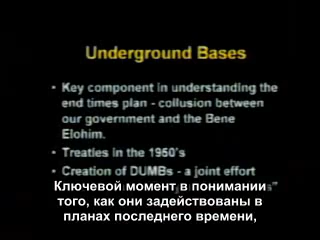 Underground Bases
• Key component in understanding the
end times plan - collusion between
our government and the Bene
Elohim.
• Treaties in the 1950's
• Creation of DUMBs - a joint effort
Ключевой момент в понимании
того, как они задействованы в
планах последнего времени,